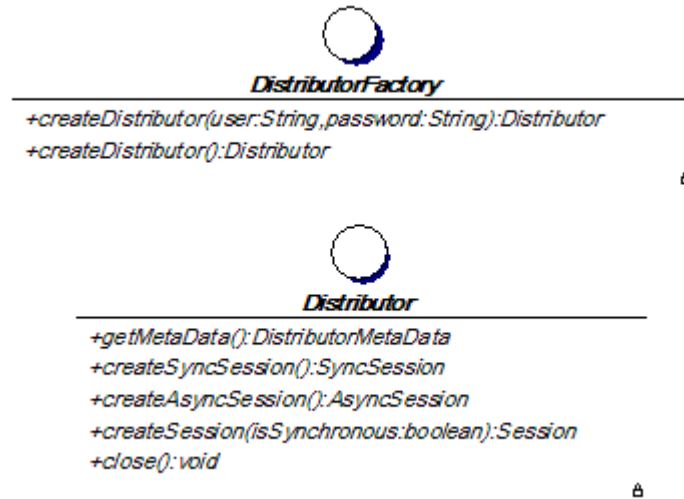 DistributorFactory
+createDistributor(user:String,password:String):Distributor
+createDistributor():Distributor
Distributor
+getMetaData():DistributorMetaData
+createSyncSession():SyncSession
+createAsyncSession():AsyncSession
+createSession(isSynchronous:boolean):Session
+close():void